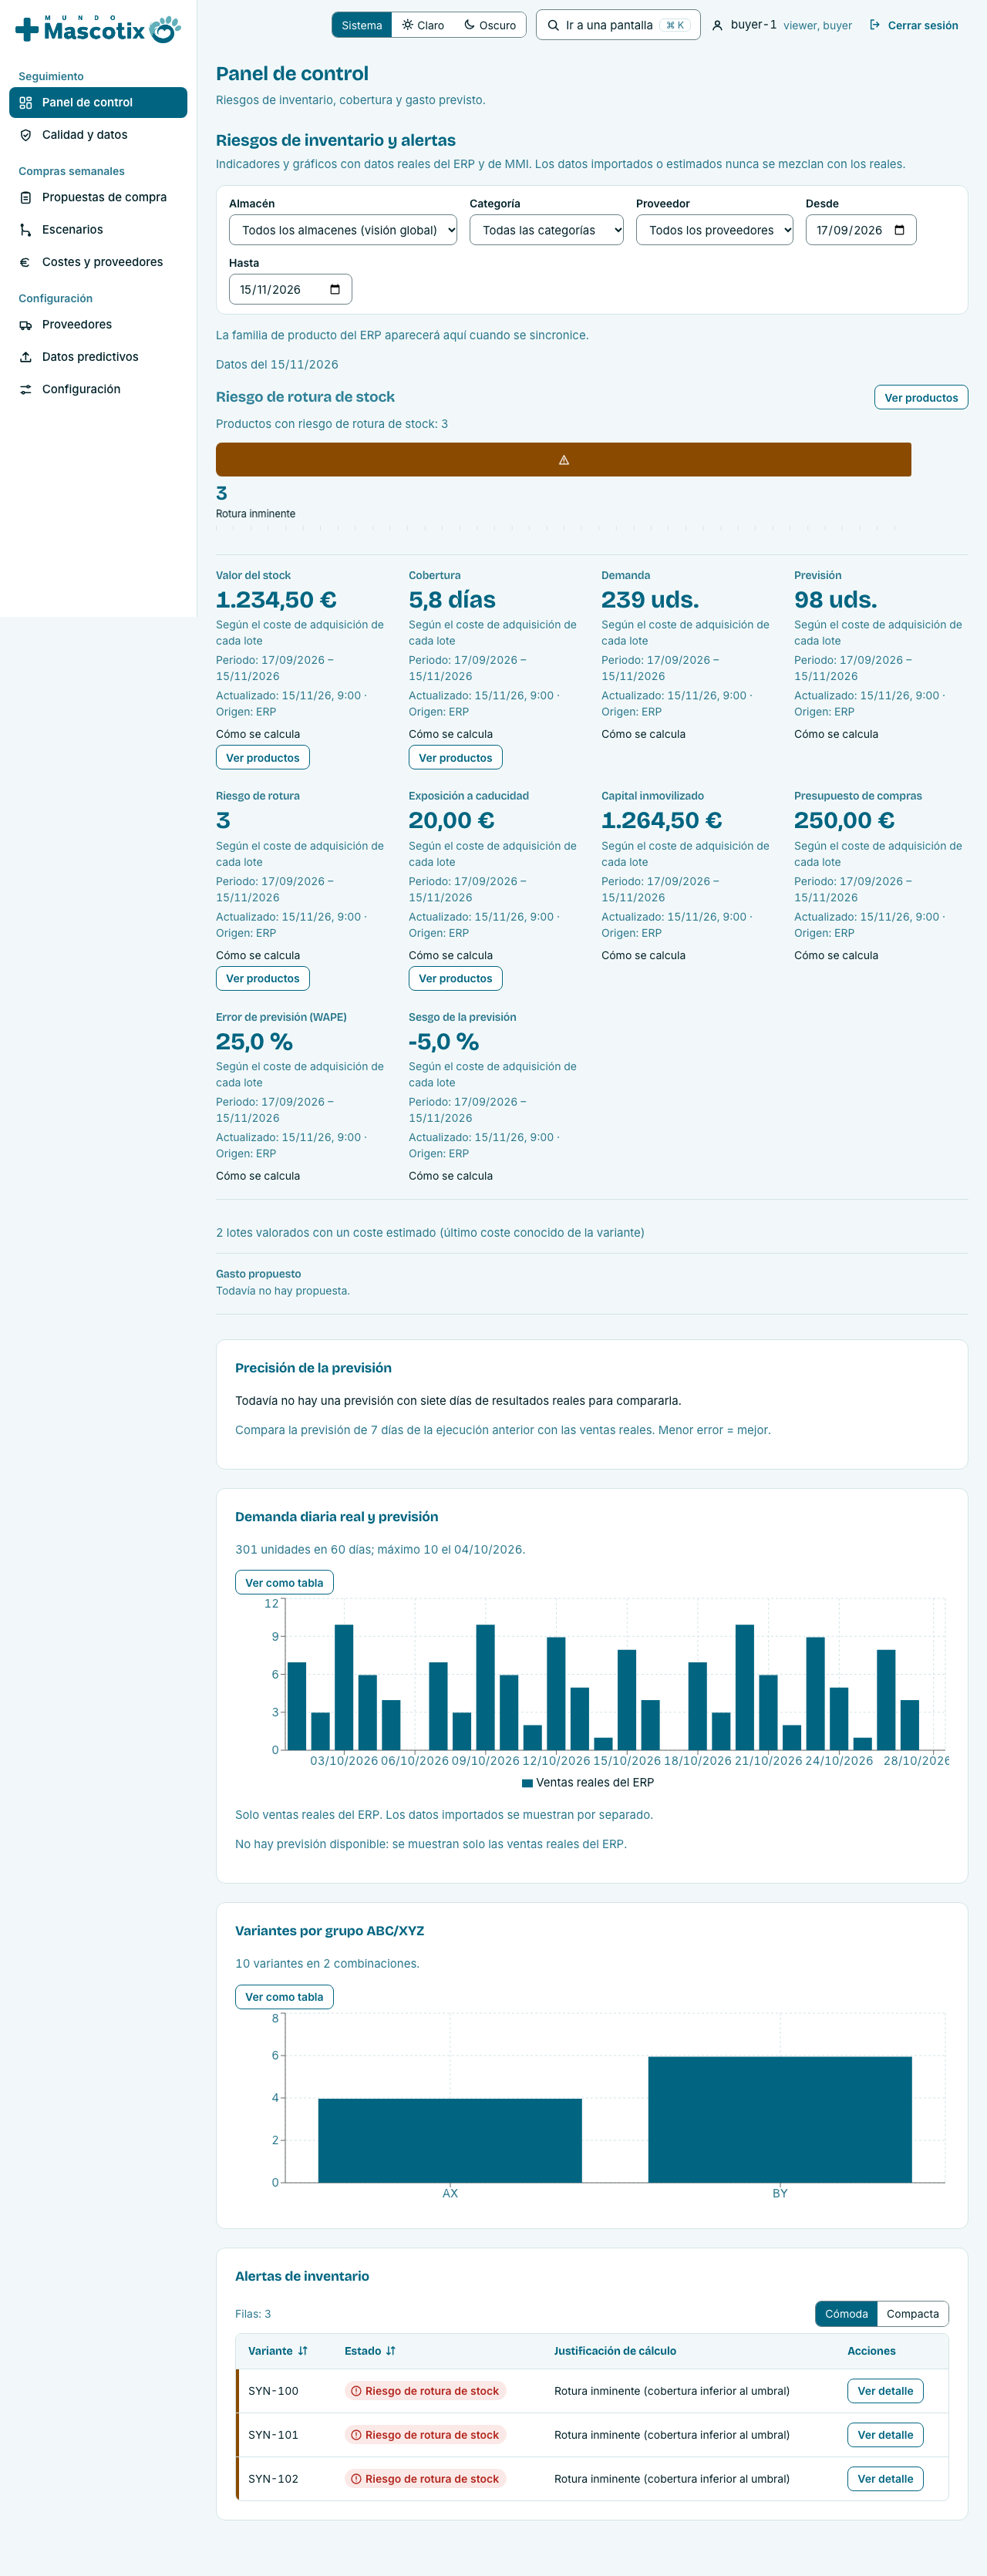 MUNDO
Mascotix
Sistema
Claro
Oscuro
Ir a una pantalla
⌘ K
buyer-1
viewer, buyer
Cerrar sesión
Seguimiento
Panel de control
Calidad y datos
Compras semanales
Propuestas de compra
Escenarios
Costes y proveedores
Configuración
Proveedores
Datos predictivos
Configuración
Panel de control
Riesgos de inventario, cobertura y gasto previsto.
Riesgos de inventario y alertas
Indicadores y gráficos con datos reales del ERP y de MMI. Los datos importados o estimados nunca se mezclan con los reales.
Almacén
Todos los almacenes (visión global)
Categoría
Todas las categorías
Proveedor
Todos los proveedores
Desde
17/09/2026
Hasta
15/11/2026
La familia de producto del ERP aparecerá aquí cuando se sincronice.
Datos del 15/11/2026
Riesgo de rotura de stock
Ver productos
Productos con riesgo de rotura de stock: 3
3
Rotura inminente
Valor del stock
1.234,50 €
Según el coste de adquisición de
cada lote
Periodo: 17/09/2026 –
15/11/2026
Actualizado: 15/11/26, 9:00 ·
Origen: ERP
Cómo se calcula
Ver productos
Cobertura
5,8 días
Según el coste de adquisición de
cada lote
Periodo: 17/09/2026 –
15/11/2026
Actualizado: 15/11/26, 9:00 ·
Origen: ERP
Cómo se calcula
Ver productos
Demanda
239 uds.
Según el coste de adquisición de
cada lote
Periodo: 17/09/2026 –
15/11/2026
Actualizado: 15/11/26, 9:00 ·
Origen: ERP
Cómo se calcula
Previsión
98 uds.
Según el coste de adquisición de
cada lote
Periodo: 17/09/2026 –
15/11/2026
Actualizado: 15/11/26, 9:00 ·
Origen: ERP
Cómo se calcula
Riesgo de rotura
3
Según el coste de adquisición de
cada lote
Periodo: 17/09/2026 –
15/11/2026
Actualizado: 15/11/26, 9:00 ·
Origen: ERP
Cómo se calcula
Ver productos
Exposición a caducidad
20,00 €
Según el coste de adquisición de
cada lote
Periodo: 17/09/2026 –
15/11/2026
Actualizado: 15/11/26, 9:00 ·
Origen: ERP
Cómo se calcula
Ver productos
Capital inmovilizado
1.264,50 €
Según el coste de adquisición de
cada lote
Periodo: 17/09/2026 –
15/11/2026
Actualizado: 15/11/26, 9:00 ·
Origen: ERP
Cómo se calcula
Presupuesto de compras
250,00 €
Según el coste de adquisición de
cada lote
Periodo: 17/09/2026 –
15/11/2026
Actualizado: 15/11/26, 9:00 ·
Origen: ERP
Cómo se calcula
Error de previsión (WAPE)
25,0 %
Según el coste de adquisición de
cada lote
Periodo: 17/09/2026 –
15/11/2026
Actualizado: 15/11/26, 9:00 ·
Origen: ERP
Cómo se calcula
Sesgo de la previsión
-5,0 %
Según el coste de adquisición de
cada lote
Periodo: 17/09/2026 –
15/11/2026
Actualizado: 15/11/26, 9:00 ·
Origen: ERP
Cómo se calcula
2 lotes valorados con un coste estimado (último coste conocido de la variante)
Gasto propuesto
Todavía no hay propuesta.
Precisión de la previsión
Todavía no hay una previsión con siete días de resultados reales para compararla.
Compara la previsión de 7 días de la ejecución anterior con las ventas reales. Menor error = mejor.
Demanda diaria real y previsión
301 unidades en 60 días; máximo 10 el 04/10/2026.
Ver como tabla
12
9
6
3
0
03/10/2026 06/10/2026 09/10/2026 12/10/2026 15/10/2026 18/10/2026 21/10/2026 24/10/2026 28/10/2026
Ventas reales del ERP
Solo ventas reales del ERP. Los datos importados se muestran por separado.
No hay previsión disponible: se muestran solo las ventas reales del ERP.
Variantes por grupo ABC/XYZ
10 variantes en 2 combinaciones.
Ver como tabla
8
6
4
2
0
AX BY
Alertas de inventario
Filas: 3
Cómoda
Compacta
Variante Estado Justificación de cálculo Acciones
SYN-100 Riesgo de rotura de stock Rotura inminente (cobertura inferior al umbral) Ver detalle
SYN-101 Riesgo de rotura de stock Rotura inminente (cobertura inferior al umbral) Ver detalle
SYN-102 Riesgo de rotura de stock Rotura inminente (cobertura inferior al umbral) Ver detalle